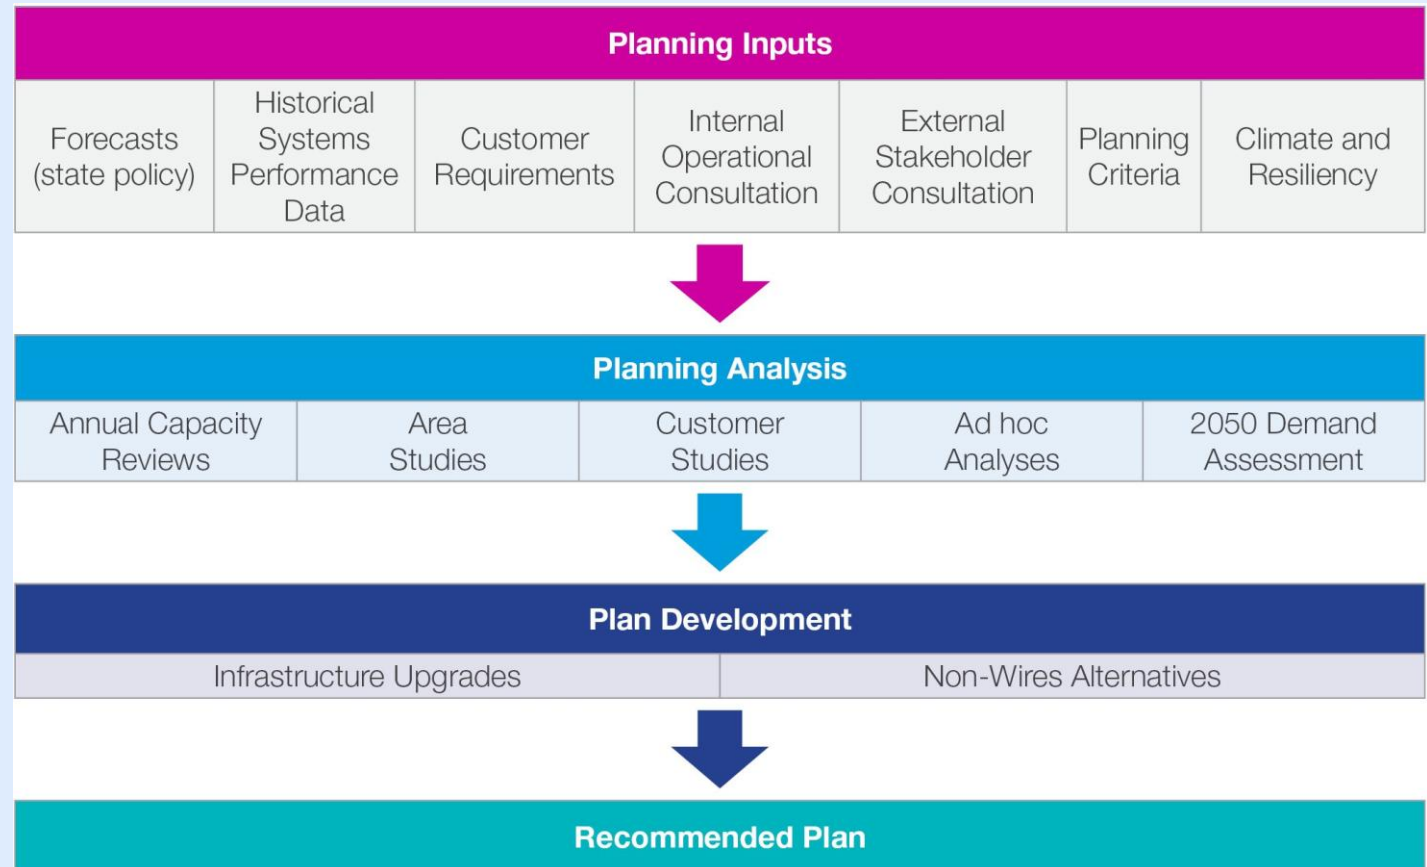 Planning Inputs
Forecasts
(state policy)
Historical
Systems
Performance
Data
Customer
Requirements
Internal
Operational
Consultation
External
Stakeholder
Consultation
Planning
Criteria
Climate and
Resiliency
Planning Analysis
Annual Capacity
Reviews
Area
Studies
Customer
Studies
Ad hoc
Analyses
2050 Demand
Assessment
Plan Development
Infrastructure Upgrades
Non-Wires Alternatives
Recommended Plan